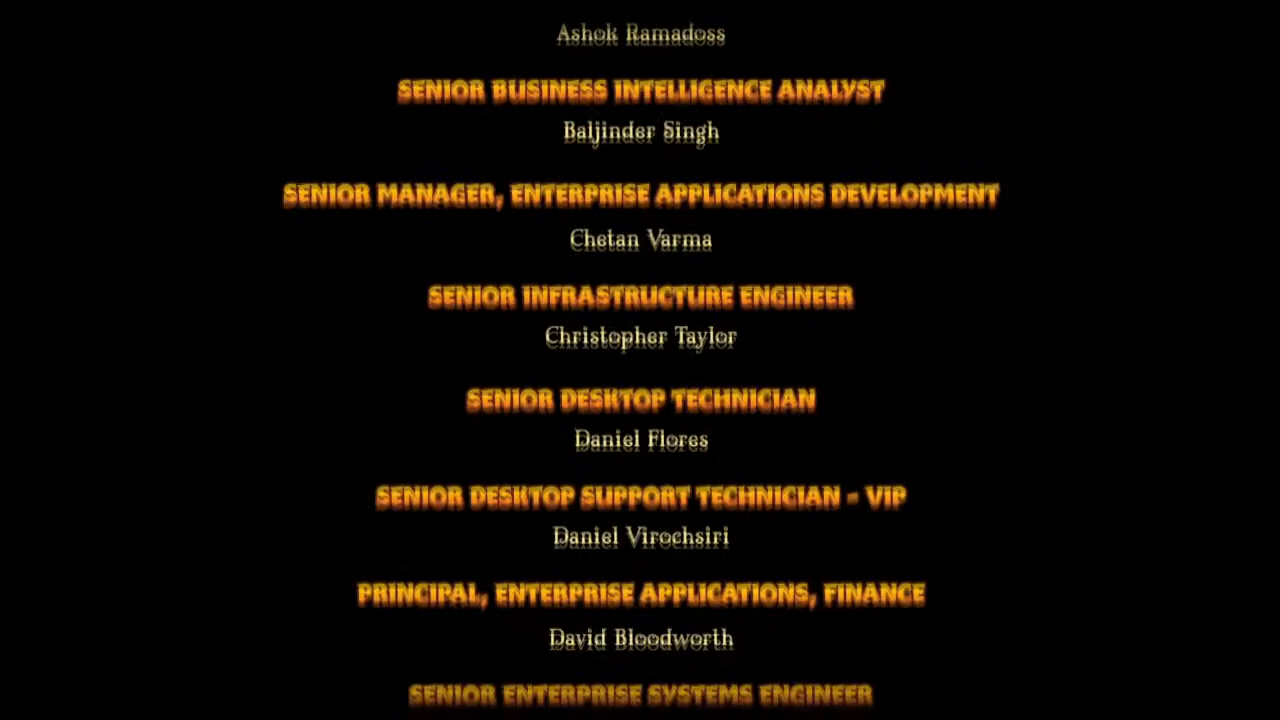 Ashok Ramadoss
SENIOR BUSINESS INTELLIGENCE ANALYST
Baljinder Singh
SENIOR MANAGER, ENTERPRISE APPLICATIONS DEVELOPMENT
Chetan Varma
SENIOR INFRASTRUCTURE ENGINEER
Christopher Taylor
SENIOR DESKTOP TECHNICIAN
Daniel Flores
SENIOR DESKTOP SUPPORT TECHNICIAN - VIP
Daniel Virochsiri
PRINCIPAL, ENTERPRISE APPLICATIONS, FINANCE
David Bloodworth
SENIOR ENTERPRISE SYSTEMS ENGINEER